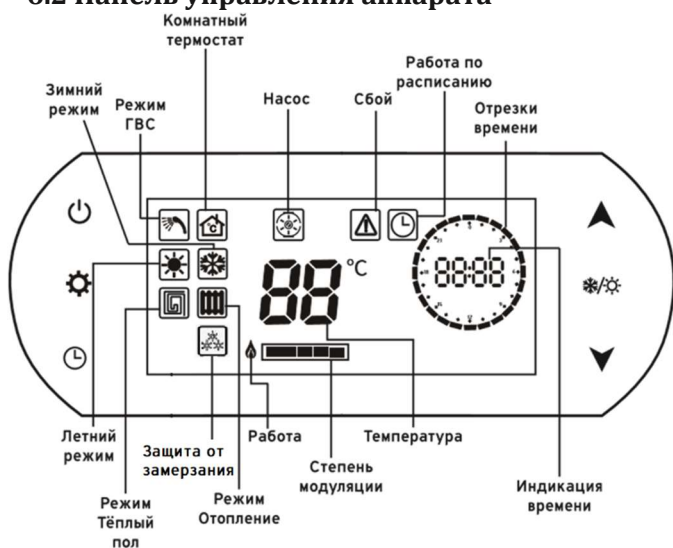 6.2 Панель управления аппарата
Комнатный
термостат
Зимний
режим
Режим
ГВС
Насос
Сбой
Работа по
расписанию
Отрезки
времени
°C
88
88:88
c
Летний
режим
Защита от
замерзания
Работа
Температура
Степень
модуляции
Индикация
времени
Режим
Тёплый
пол
Режим
Отопление